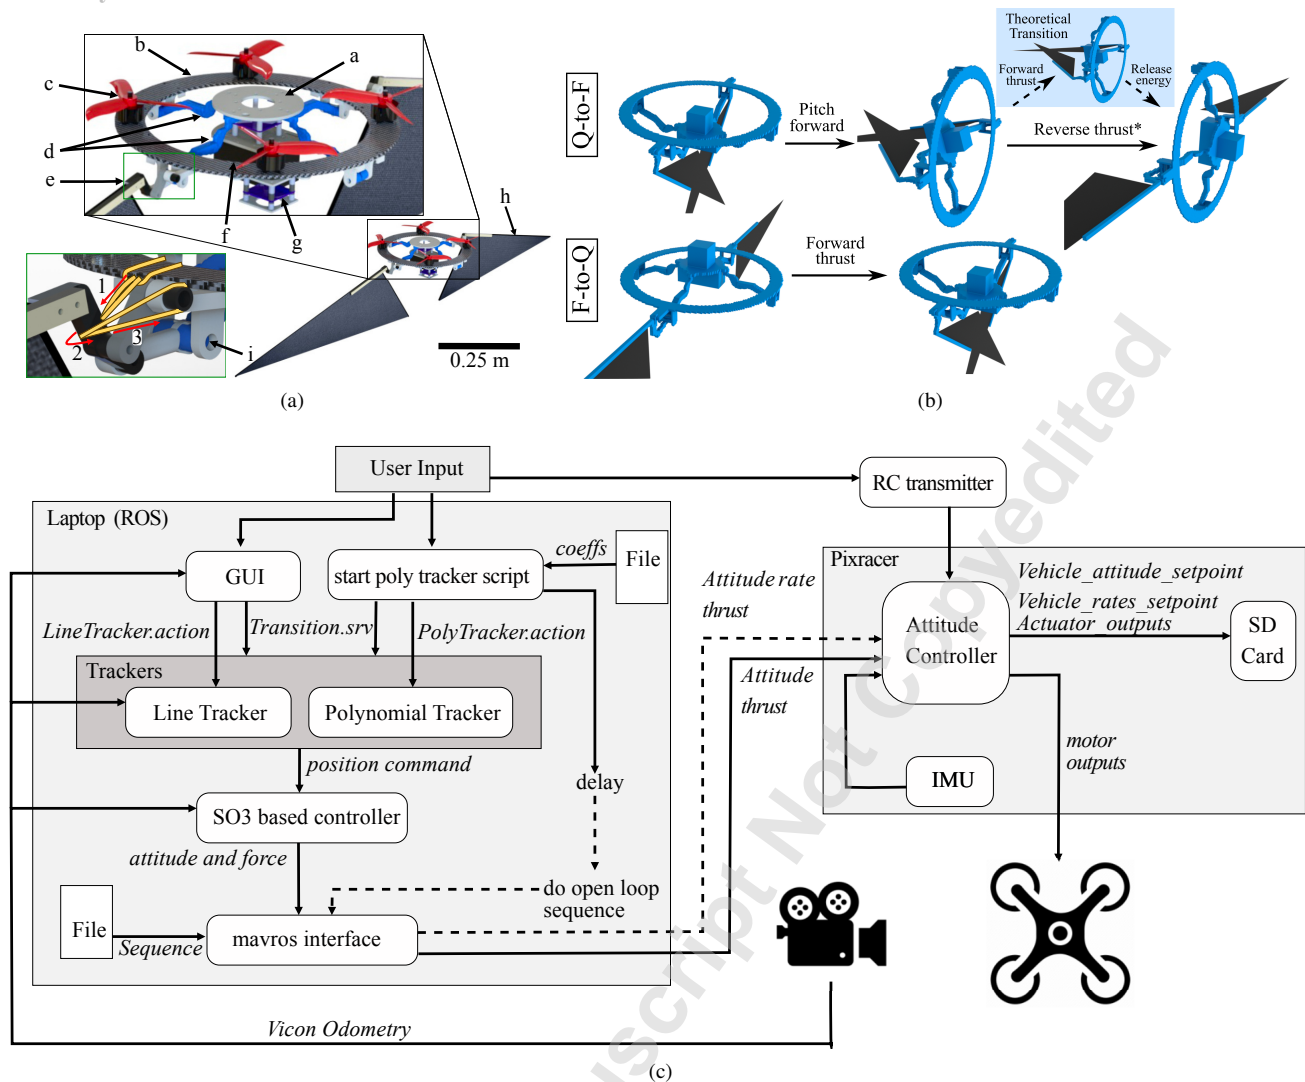 b
a
c
d
e
f
g
h
1
2
3
i
0.25 m
(a)
Q-to-F
Pitch
forward
Theoretical
Transition
Forward
thrust
Release
energy
Reverse thrust*
F-to-Q
Forward
thrust
(b)
User Input
RC transmitter
Laptop (ROS)
GUI
start poly tracker script
coeffs
File
LineTracker.action
Transition.srv
PolyTracker.action
Trackers
Line Tracker
Polynomial Tracker
position command
SO3 based controller
attitude and force
delay
do open loop
sequence
File
Sequence
mavros interface
Attitude rate
thrust
Attitude
thrust
Pixracer
Attitude
Controller
Vehicle_attitude_setpoint
Vehicle_rates_setpoint
Actuator_outputs
SD
Card
IMU
motor
outputs
Vicon Odometry
(c)
uscript Not Copyedited